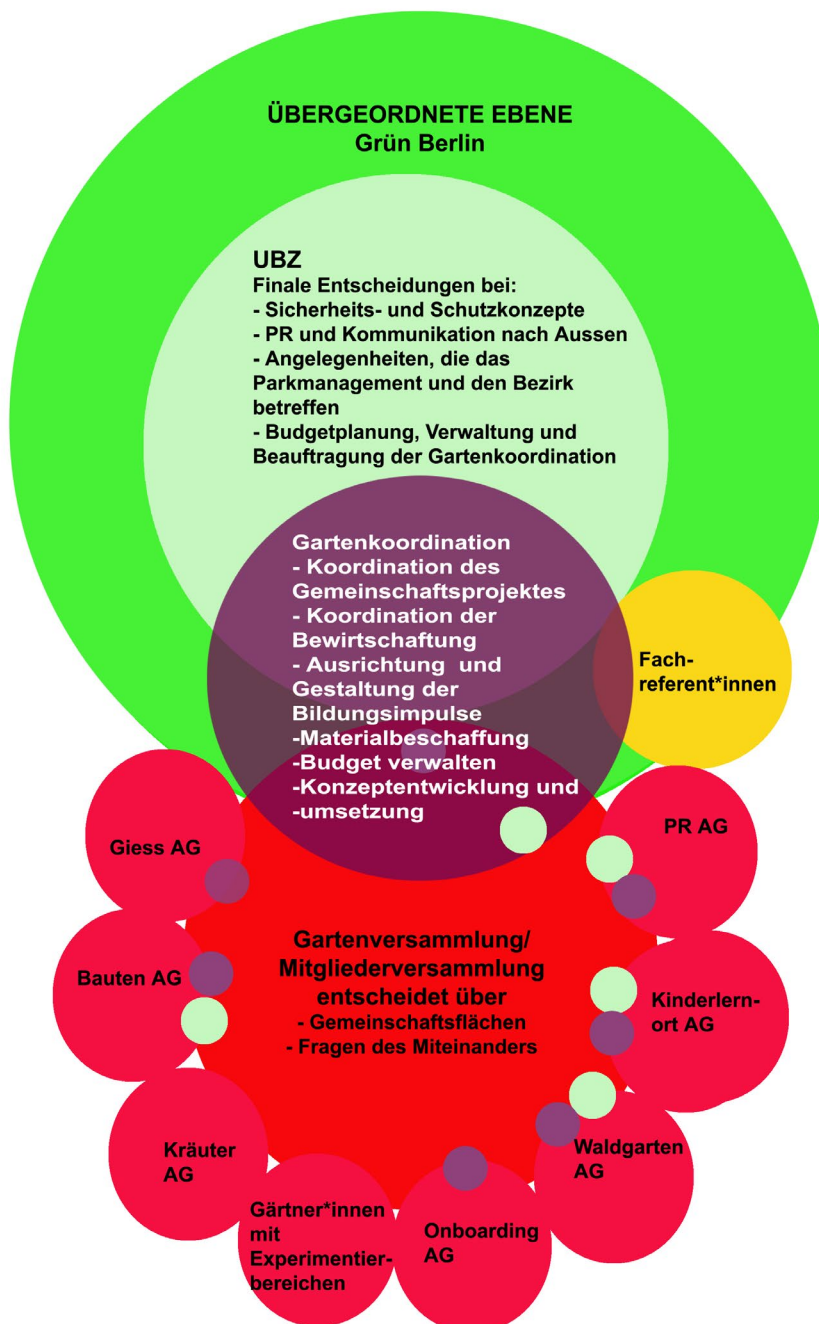 ÜBERGEORDNETE EBENE
Grün Berlin
UBZ
Finale Entscheidungen bei:
- Sicherheits- und Schutzkonzepte
- PR und Kommunikation nach Aussen
- Angelegenheiten, die das
Parkmanagement und den Bezirk
betreffen
- Budgetplanung, Verwaltung und
Beauftragung der Gartenkoordination
Gartenkoordination
- Koordination des
Gemeinschaftsprojektes
- Koordination der
Bewirtschaftung
- Ausrichtung und
Gestaltung der
Bildungsimpulse
-Materialbeschaffung
-Budget verwalten
-Konzeptentwicklung und
-umsetzung
Fach-
referent*innen
Giess AG
PR AG
Gartenversammlung/
Mitgliederversammlung
entscheidet über
- Gemeinschaftsflächen
- Fragen des Miteinanders
Bauten AG
Kinderlern-
ort AG
Kräuter
AG
Waldgarten
AG
Gärtner*innen
mit
Experimentier-
bereichen
Onboarding
AG